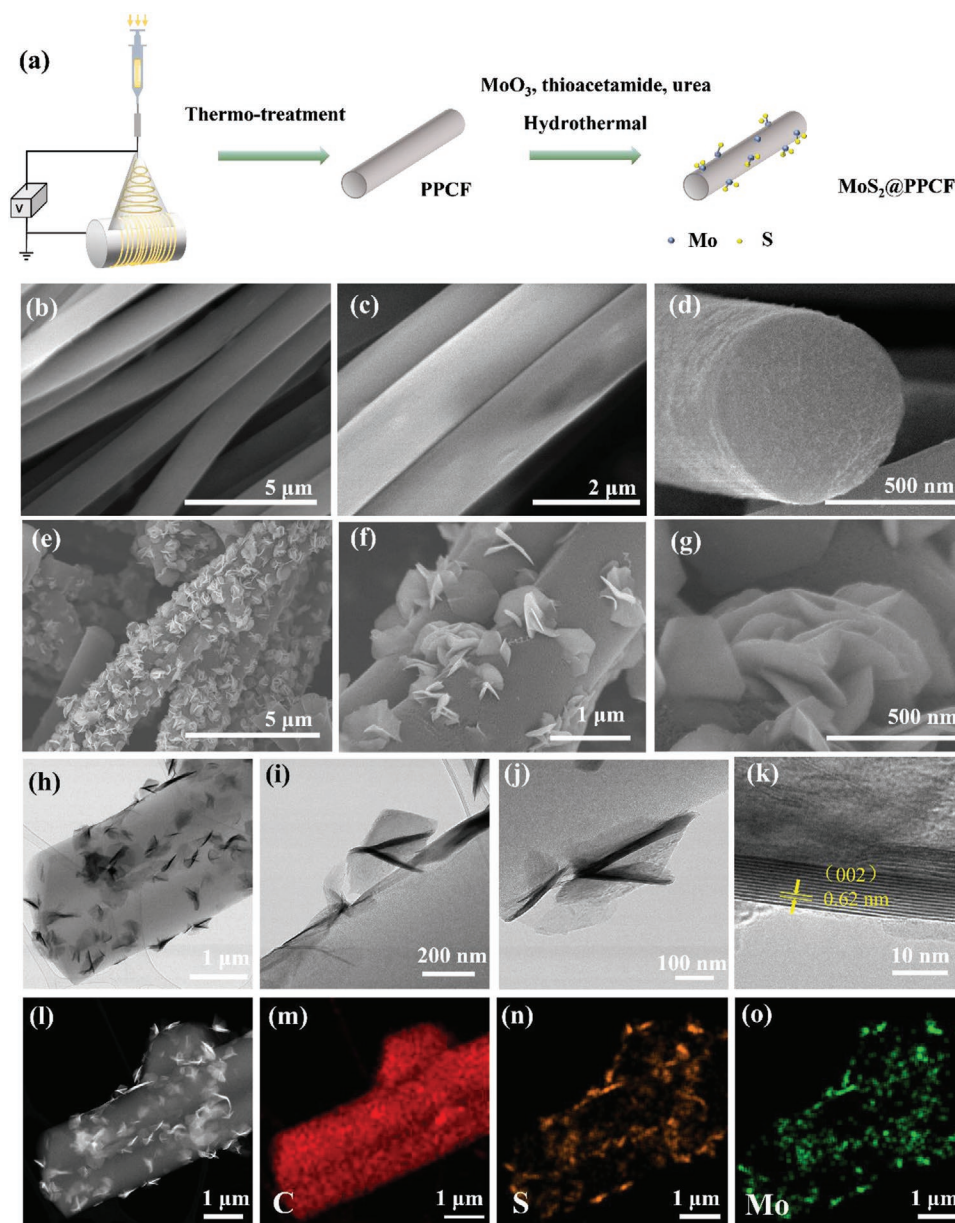 (a)
V
Thermo-treatment
PPCF
MoO3, thioacetamide, urea
Hydrothermal
MoS2@PPCF
Mo
S
(b)
5 μm
(c)
2 μm
(d)
500 nm
(e)
5 μm
(f)
1 μm
(g)
500 nm
(h)
1 μm
(i)
200 nm
(j)
100 nm
(k)
(002)
0.62 nm
10 nm
(l)
1 μm
(m)
C
1 μm
(n)
S
1 μm
(o)
Mo
1 μm